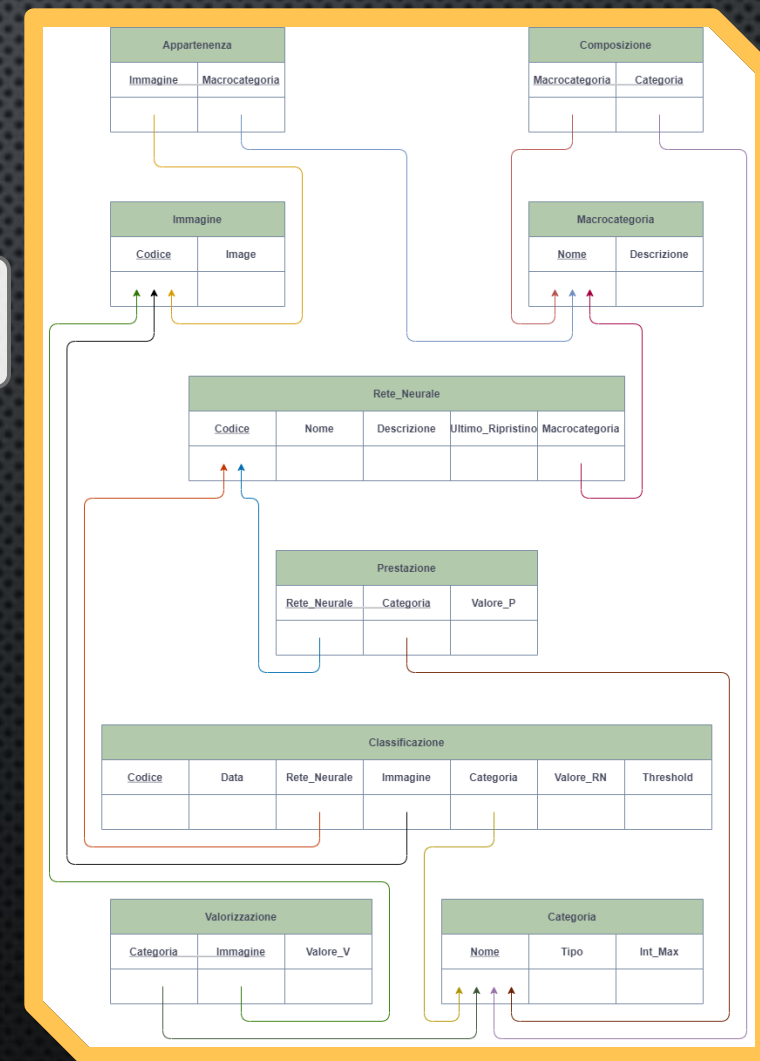 Appartenenza
Immagine Macrocategoria
Composizione
Macrocategoria Categoria
Immagine
Codice Image
Macrocategoria
Nome Descrizione
Rete_Neurale
Codice Nome Descrizione Ultimo_Ripristino Macrocategoria
Prestazione
Rete_Neurale Categoria Valore_P
Classificazione
Codice Data Rete_Neurale Immagine Categoria Valore_RN Threshold
Valorizzazione
Categoria Immagine Valore_V
Categoria
Nome Tipo Int_Max